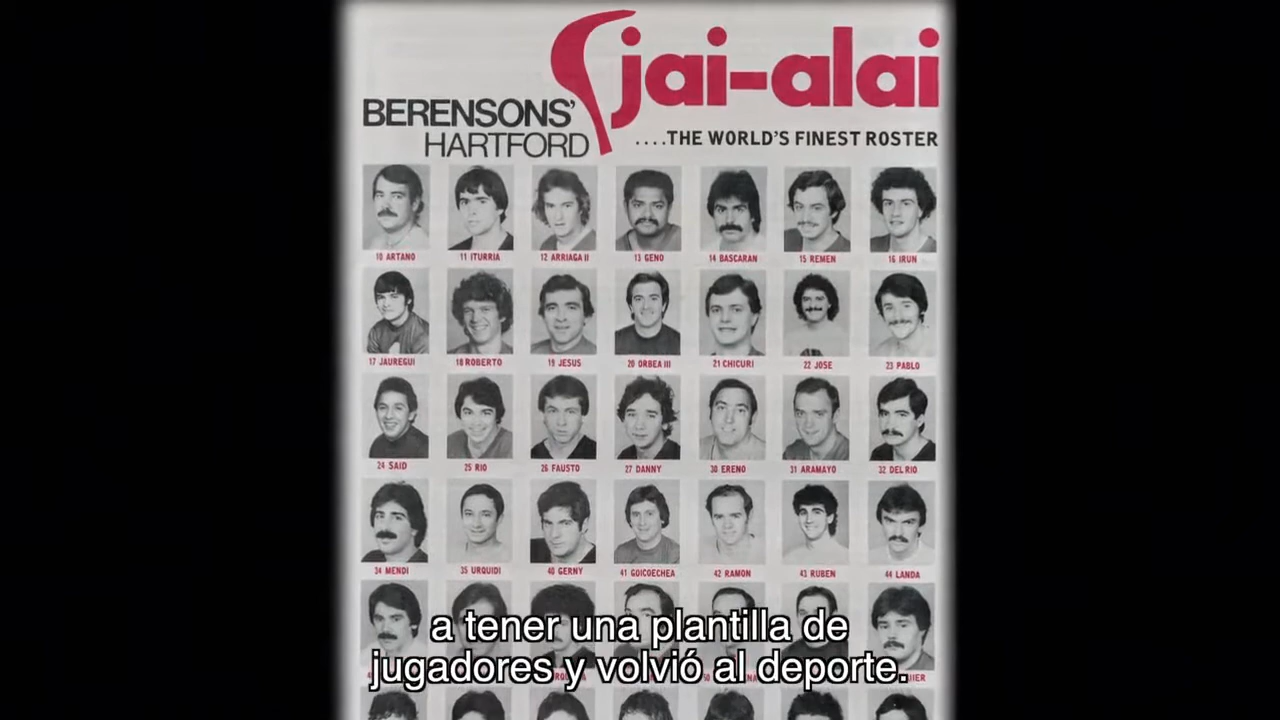 jai-alai
BERENSONS'
HARTFORD
....THE WORLD'S FINEST ROSTER
10 ARTANO 11 ITURRIA 12 ARRIAGA II 13 GENO 14 BASCARAN 15 REMEN 16 IRUN
17 JAUREGUI 18 ROBERTO 19 JESUS 20 ORBEA III 21 CHICURI 22 JOSE 23 PABLO
24 SAID 25 RIO 26 FAUSTO 27 DANNY 30 ERENO 31 ARAMAYO 32 DEL RIO
34 MENDI 35 URQUIDI 40 GERNY 41 GOICOECHEA 42 RAMON 43 RUBEN 44 LANDA
a tener una plantilla de
jugadores y volvió al deporte.